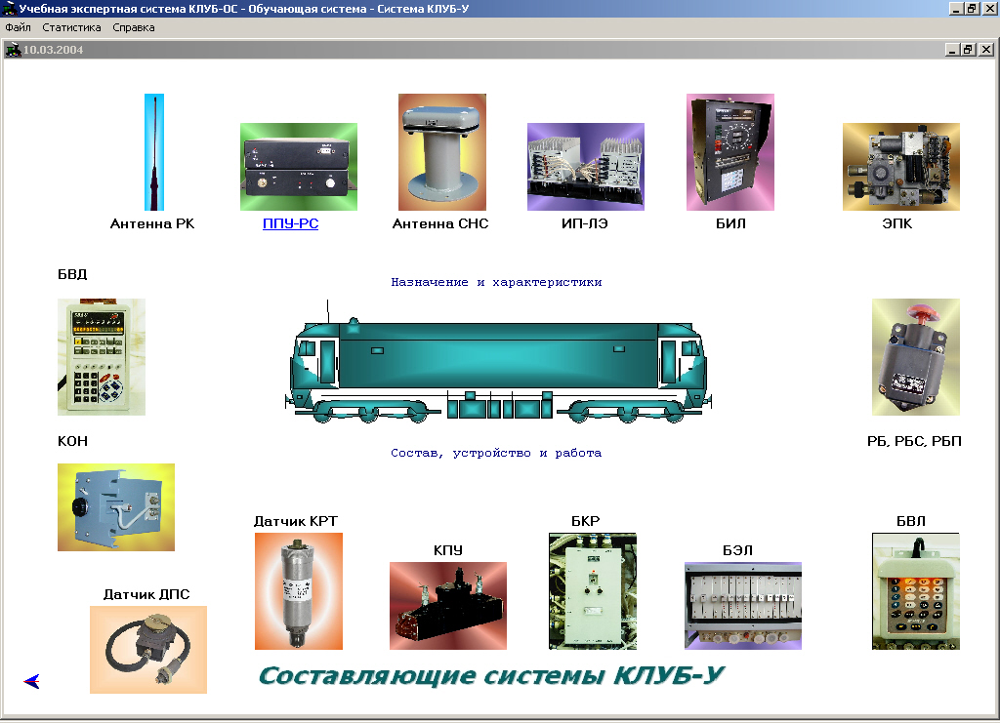 Учебная экспертная система КЛУБ-ОС - Обучающая система - Система КЛУБ-У
Файл Статистика Справка
10.03.2004
Антенна РК
ППУ-РС
Антенна СНС
ИП-ЛЭ
БИЛ
ЭПК
БВД
Назначение и характеристики
КОН
Состав, устройство и работа
РБ, РБС, РБП
Датчик КРТ
КПУ
БКР
БЭЛ
БВЛ
Датчик ДПС
Составляющие системы КЛУБ-У